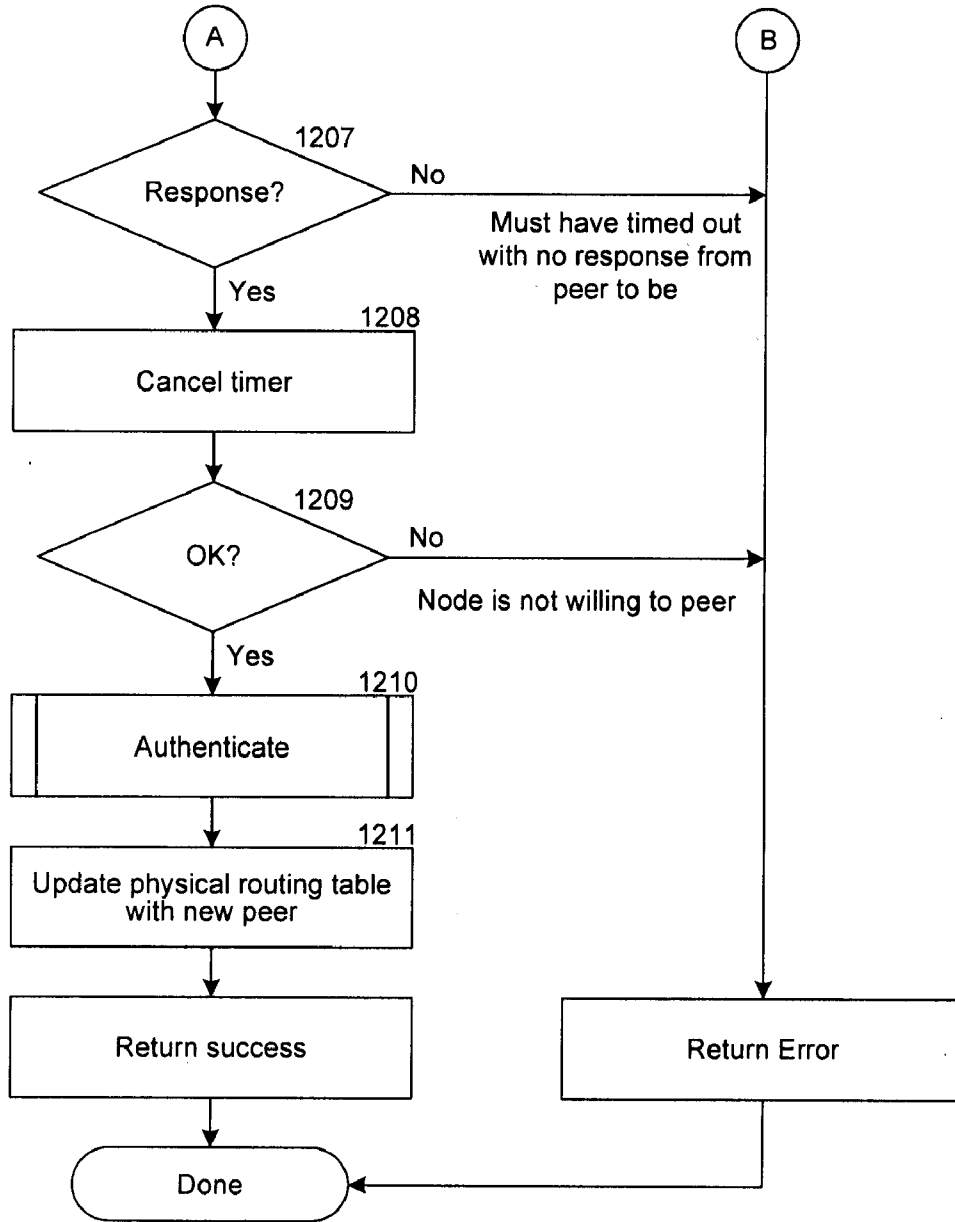 A
B
1207
Response?
No
Must have timed out
with no response from
peer to be
Yes
1208
Cancel timer
1209
OK?
No
Node is not willing to peer
Yes
1210
Authenticate
1211
Update physical routing table
with new peer
Return success
Return Error
Done